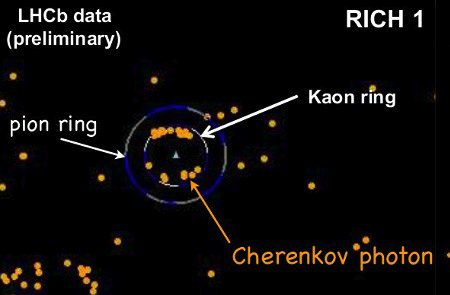 LHCb data
(preliminary)
RICH 1
Kaon ring
pion ring
Cherenkov photon